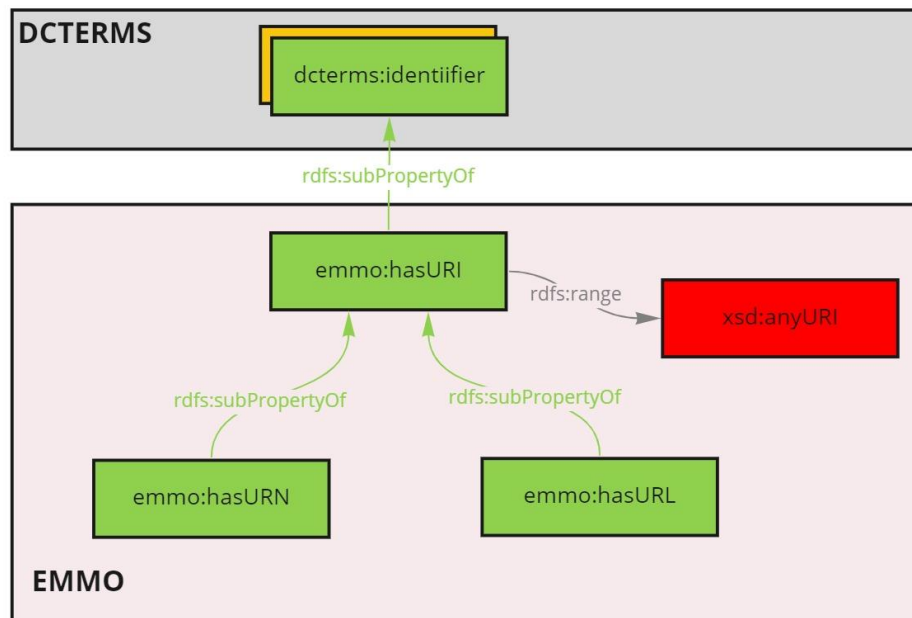 DCTERMS
dcterms:identiifier
rdfs:subPropertyOf
emmo:hasURI
rdfs:range
xsd:anyURI
rdfs:subPropertyOf
rdfs:subPropertyOf
emmo:hasURN
emmo:hasURL
EMMO